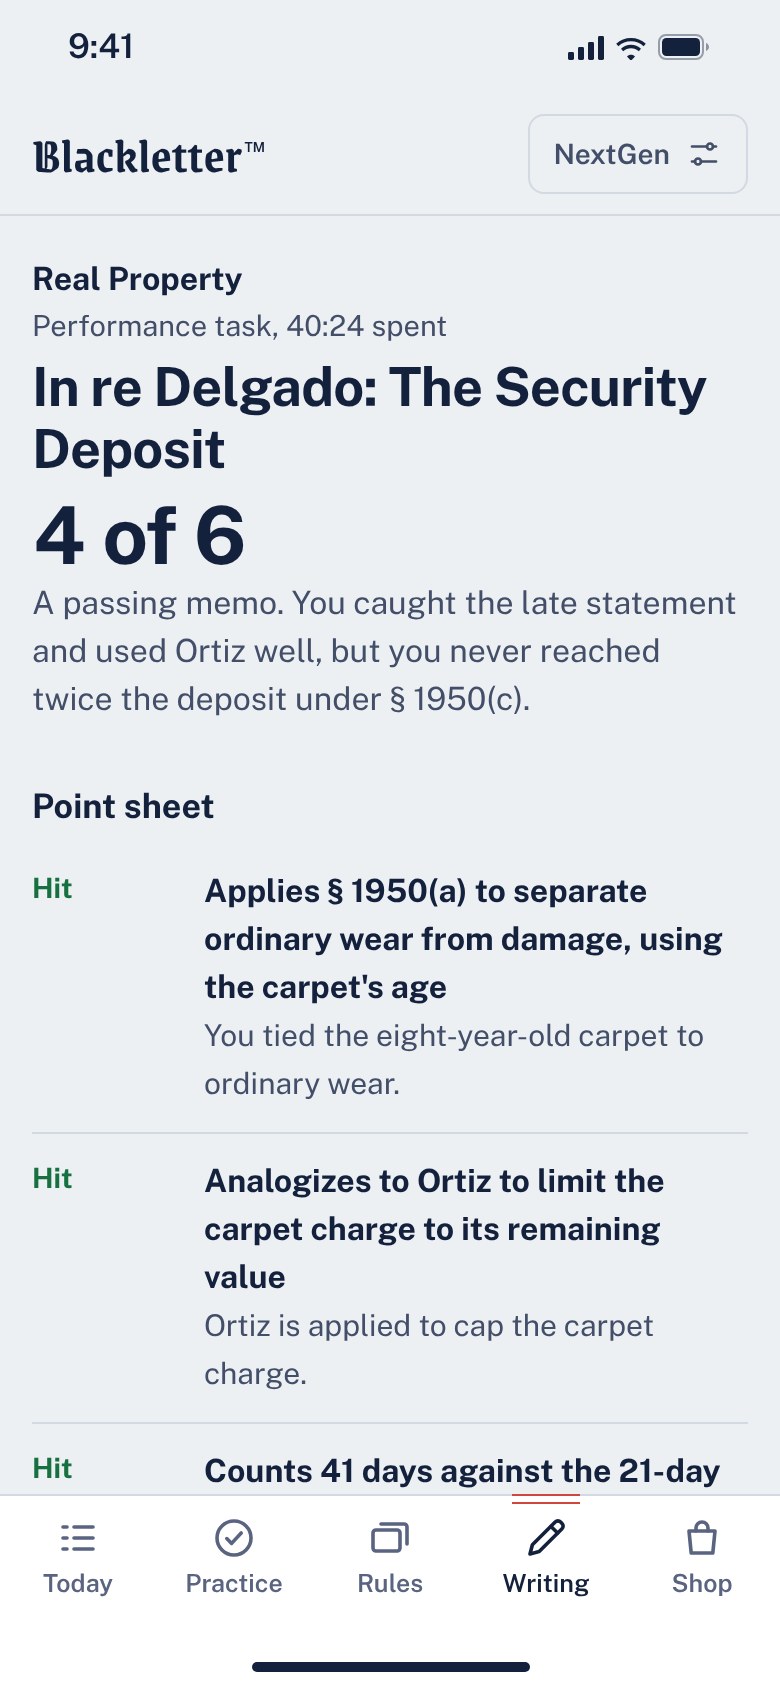 9:41
Blackletter™
NextGen
Real Property
Performance task, 40:24 spent
In re Delgado: The Security
Deposit
4 of 6
A passing memo. You caught the late statement
and used Ortiz well, but you never reached
twice the deposit under § 1950(c).
Point sheet
Hit
Applies § 1950(a) to separate
ordinary wear from damage, using
the carpet's age
You tied the eight-year-old carpet to
ordinary wear.
Hit
Analogizes to Ortiz to limit the
carpet charge to its remaining
value
Ortiz is applied to cap the carpet
charge.
Hit
Counts 41 days against the 21-day
Today
Practice
Rules
Writing
Shop